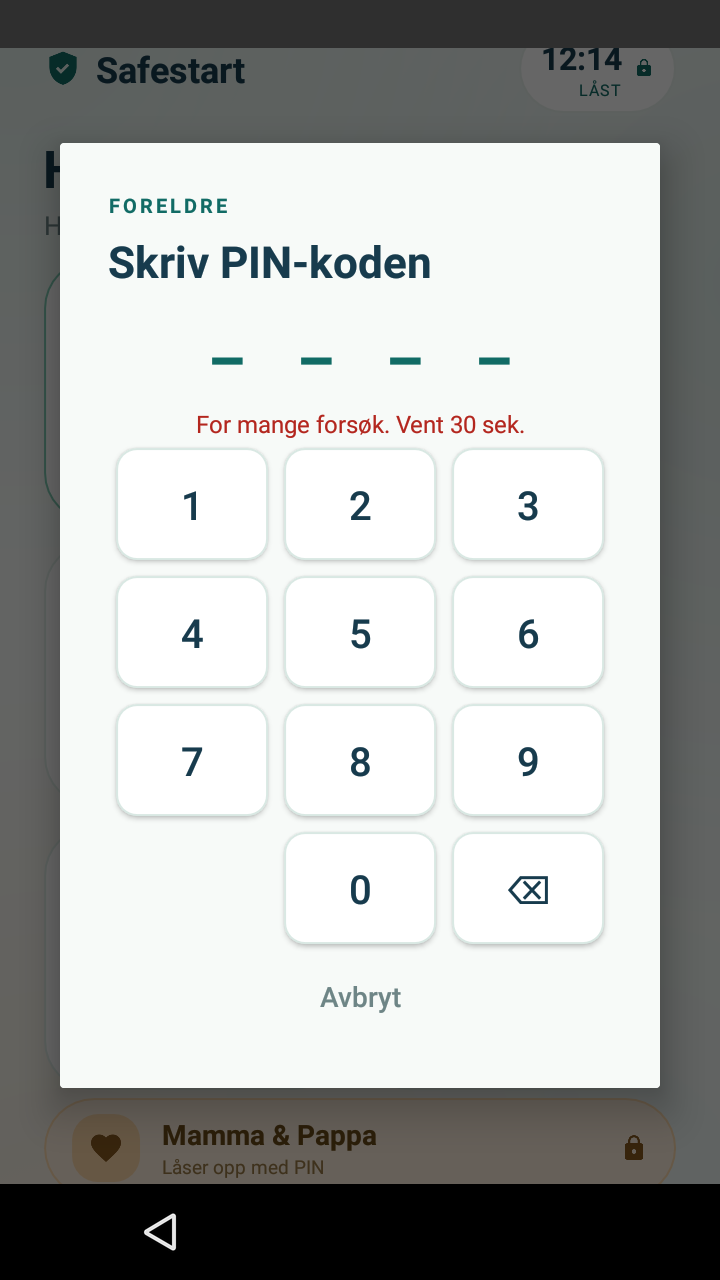 Safestart
12:14
LÅST
H
H
FORELDRE
Skriv PIN-koden
For mange forsøk. Vent 30 sek.
1 2 3
4 5 6
7 8 9
0
Avbryt
Mamma & Pappa
Låser opp med PIN